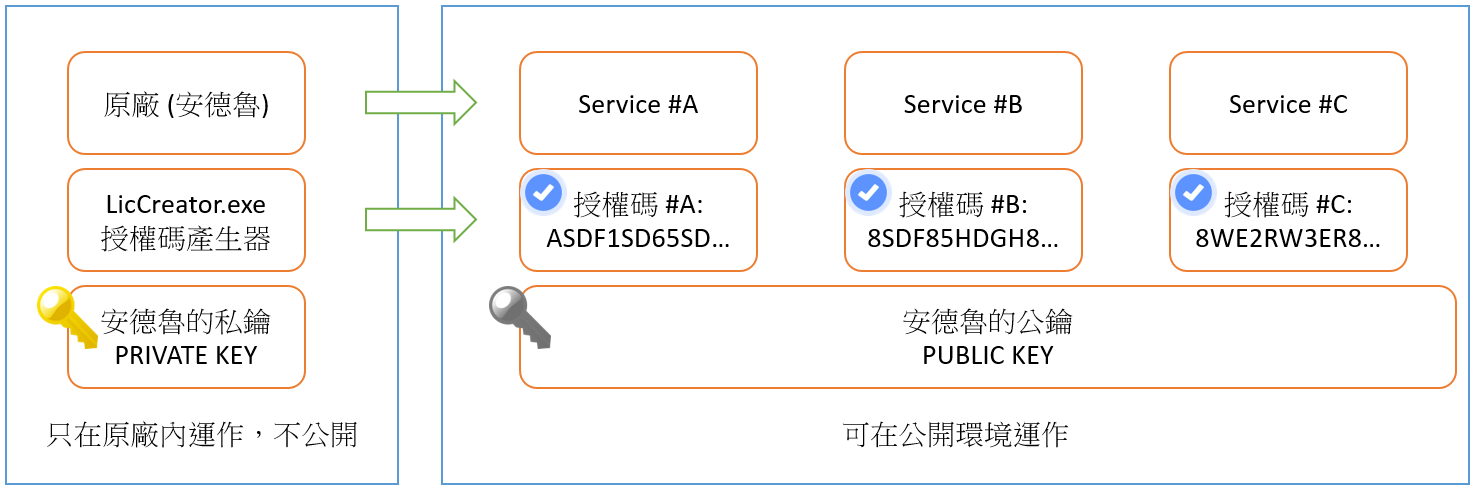 原廠 (安德魯)
LicCreator.exe
授權碼產生器
安德魯的私鑰
PRIVATE KEY
只在原廠內運作，不公開
Service #A
Service #B
Service #C
授權碼 #A:
ASDF1SD65SD...
授權碼 #B:
8SDF85HDGH8...
授權碼 #C:
8WE2RW3ER8...
安德魯的公鑰
PUBLIC KEY
可在公開環境運作